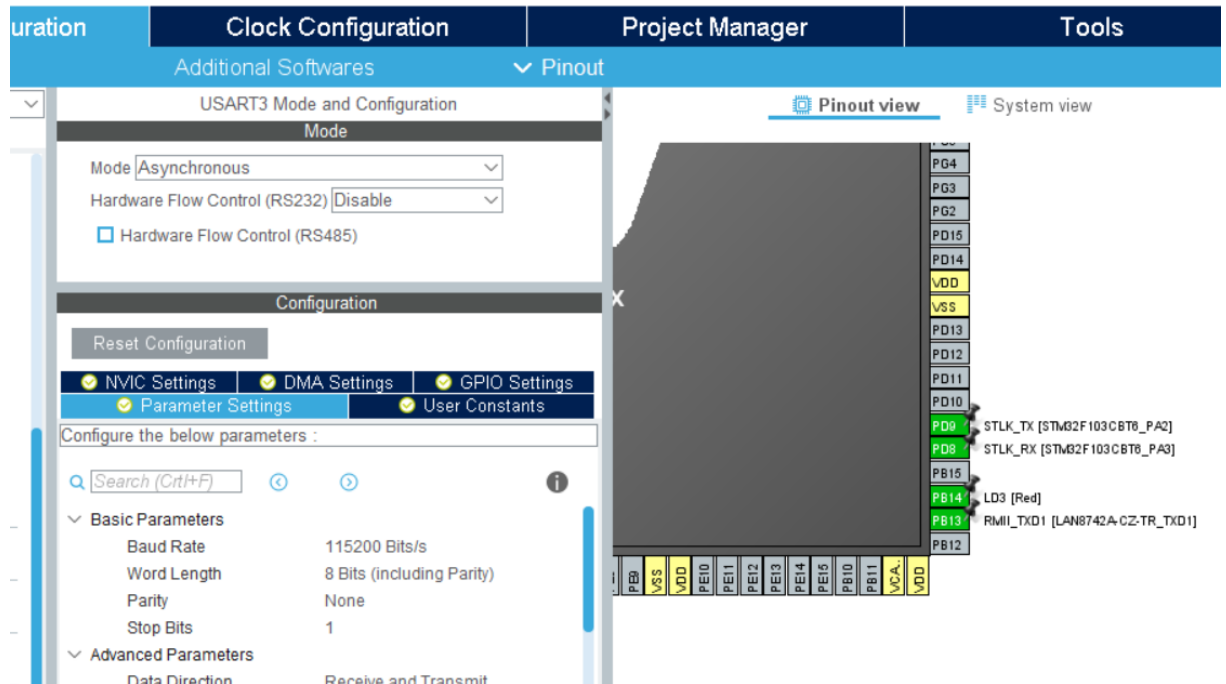 uration Clock Configuration Project Manager Tools
Additional Softwares Pinout
USART3 Mode and Configuration
Pinout view System view
Mode
Mode Asynchronous
Hardware Flow Control (RS232) Disable
Hardware Flow Control (RS485)
Configuration
Reset Configuration
NVIC Settings DMA Settings GPIO Settings
Parameter Settings User Constants
Configure the below parameters :
Search (Crtl+F)
Basic Parameters
Baud Rate 115200 Bits/s
Word Length 8 Bits (including Parity)
Parity None
Stop Bits 1
Advanced Parameters
Data Direction Receive and Transmit
X
PG4
PG3
PG2
PD15
PD14
VDD
VSS
PD13
PD12
PD11
PD10
PD9 STLK_TX [STM32F103CBT6_PA2]
PD8 STLK_RX [STM32F103CBT6_PA3]
PB15
PB14 LD3 [Red]
PB13 RMII_TXD1 [LAN8742A-CZ-TR_TXD1]
PB12
PE9 VSS VDD PE10 PE11 PE12 PE13 PE14 PE15 PB10 PB11 VCA. VDD